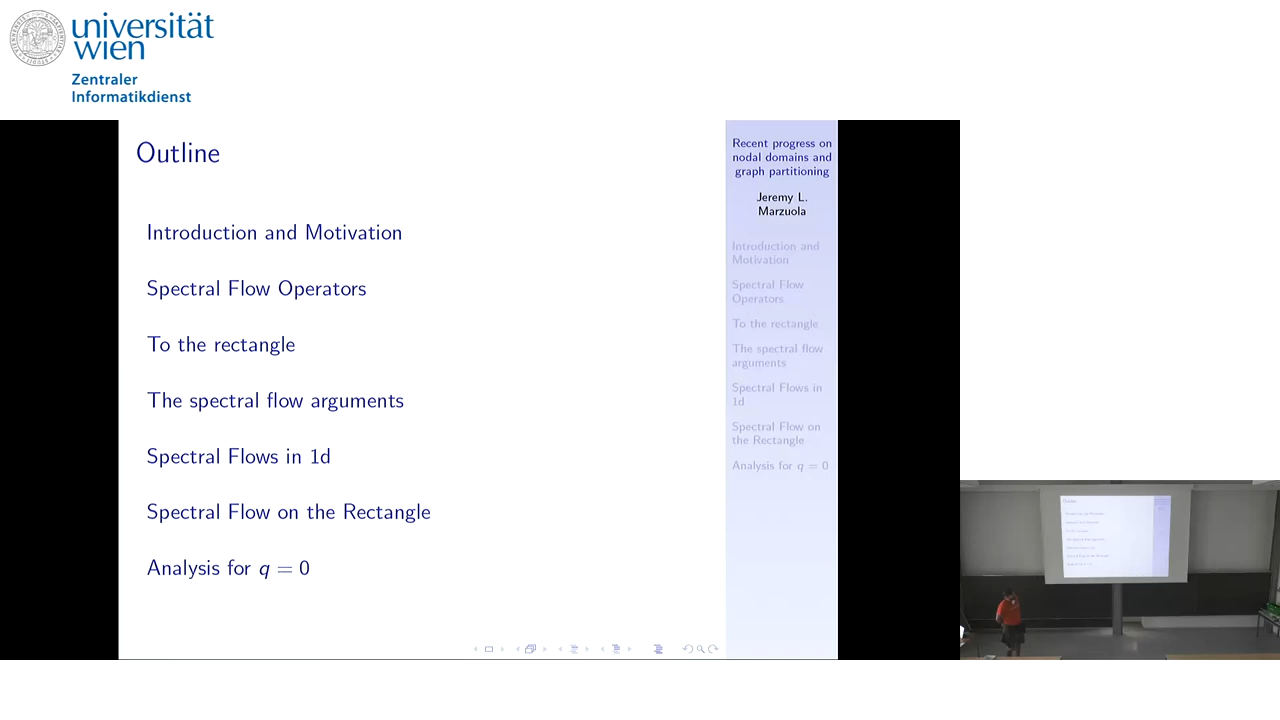 universität
wien
Zentraler
Informatikdienst
Outline
Introduction and Motivation
Spectral Flow Operators
To the rectangle
The spectral flow arguments
Spectral Flows in 1d
Spectral Flow on the Rectangle
Analysis for q = 0
Recent progress on
nodal domains and
graph partitioning
Jeremy L.
Marzuola
Introduction and
Motivation
Spectral Flow
Operators
To the rectangle
The spectral flow
arguments
Spectral Flows in
1d
Spectral Flow on
the Rectangle
Analysis for q = 0